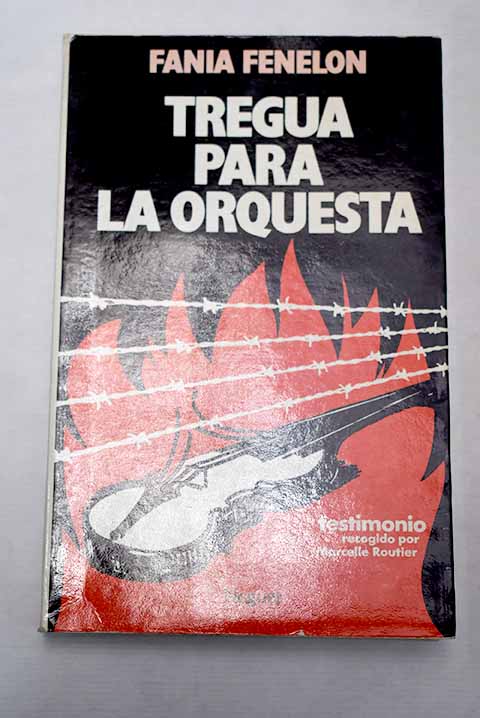 FANIA FENELON
TREGUA
PARA
LA ORQUESTA
testimonio
recogido por
Marcelle Routier